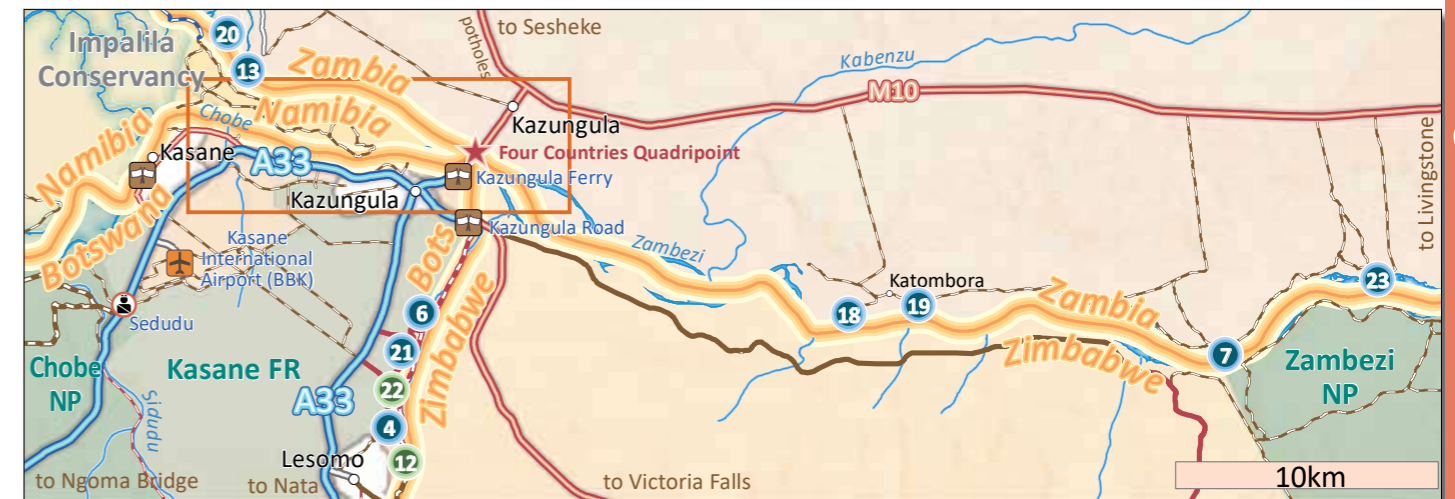 to Sesheke
potholes
20
Impalila
Conservancy
13
Zambia
Kabenzu
M10
Namibia
Chobe
Namibia
Kasane
A33
Kazungula
Four Countries Quadripoint
Kazungula Ferry
Kazungula
Kazungula Road
Botswana
Kasane
International
Airport (BBK)
Bots
Zambezi
to Livingstone
Katombora
18
19
23
Zambia
Zimbabwe
7
Zambezi
NP
Sedudu
6
21
22
Zimbabwe
Chobe
NP
Kasane FR
A33
Sidudu
4
Lesomo
12
to Ngoma Bridge
to Nata
to Victoria Falls
10km